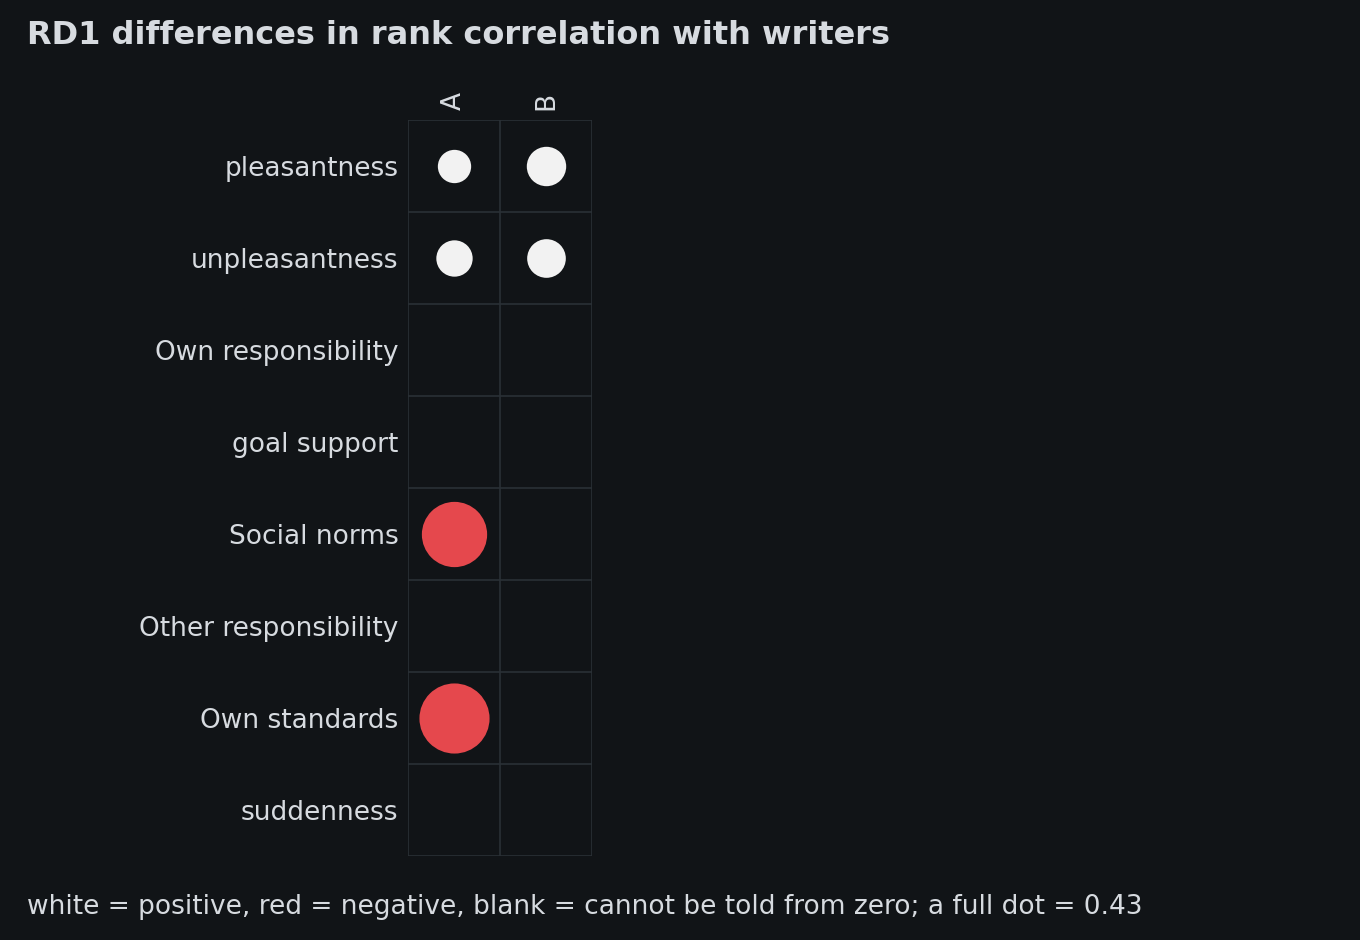 RD1 differences in rank correlation with writers
A B
pleasantness
unpleasantness
Own responsibility
goal support
Social norms
Other responsibility
Own standards
suddenness
white = positive, red = negative, blank = cannot be told from zero; a full dot = 0.43